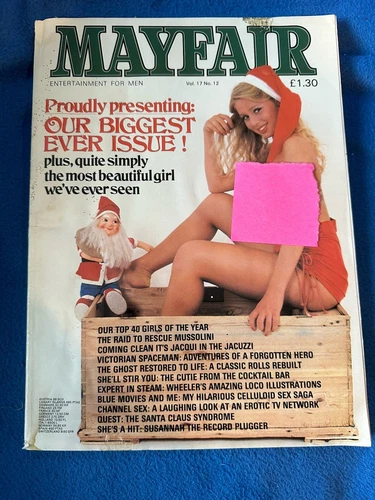 MAYFAIR
ENTERTAINMENT FOR MEN Vol. 17 No. 12 £1.30
Proudly presenting:
OUR BIGGEST
EVER ISSUE!
plus, quite simply
the most beautiful girl
we've ever seen
OUR TOP 40 GIRLS OF THE YEAR
THE RAID TO RESCUE MUSSOLINI
COMING CLEAN IT'S JACQUI IN THE JACUZZI
VICTORIAN SPACEMAN: ADVENTURES OF A FORGOTTEN HERO
THE GHOST RESTORED TO LIFE: A CLASSIC ROLLS REBUILT
SHE'LL STIR YOU: THE CUTIE FROM THE COCKTAIL BAR
EXPERT IN STEAM: WHEELER'S AMAZING LOCO ILLUSTRATIONS
BLUE MOVIES AND ME: MY HILARIOUS CELLULOID SEX SAGA
CHANNEL SEX: A LAUGHING LOOK AT AN EROTIC TV NETWORK
QUEST: THE SANTA CLAUS SYNDROME
SHE'S A HIT: SUSANNAH THE RECORD PLUGGER